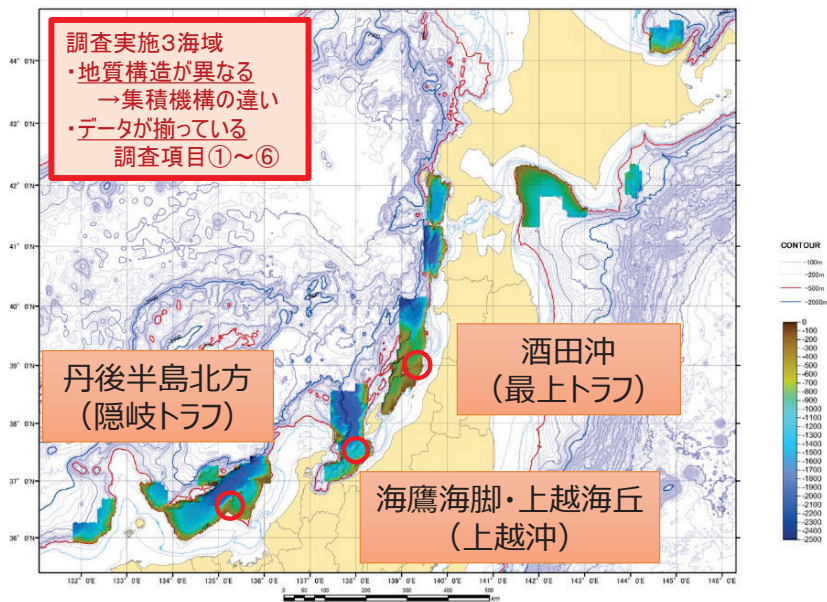 調査実施3海域
・地質構造が異なる
→集積機構の違い
・データが揃っている
調査項目①～⑥
丹後半島北方
（隠岐トラフ）
酒田沖
（最上トラフ）
海鷹海脚・上越海丘
（上越沖）
44° 0'N
43° 0'N
42° 0'N
41° 0'N
40° 0'N
39° 0'N
38° 0'N
37° 0'N
36° 0'N
132° 0'E
133° 0'E
134° 0'E
135° 0'E
136° 0'E
137° 0'E
138° 0'E
139° 0'E
140° 0'E
141° 0'E
142° 0'E
143° 0'E
144° 0'E
145° 0'E
146° 0'E
0 50 100 200 300 400 500
km
CONTOUR
-100m
-200m
-500m
-2000m
0
-100
-200
-300
-400
-500
-600
-700
-800
-900
-1000
-1100
-1200
-1300
-1400
-1500
-1600
-1700
-1800
-1900
-2000
-2100
-2200
-2300
-2400
-2500